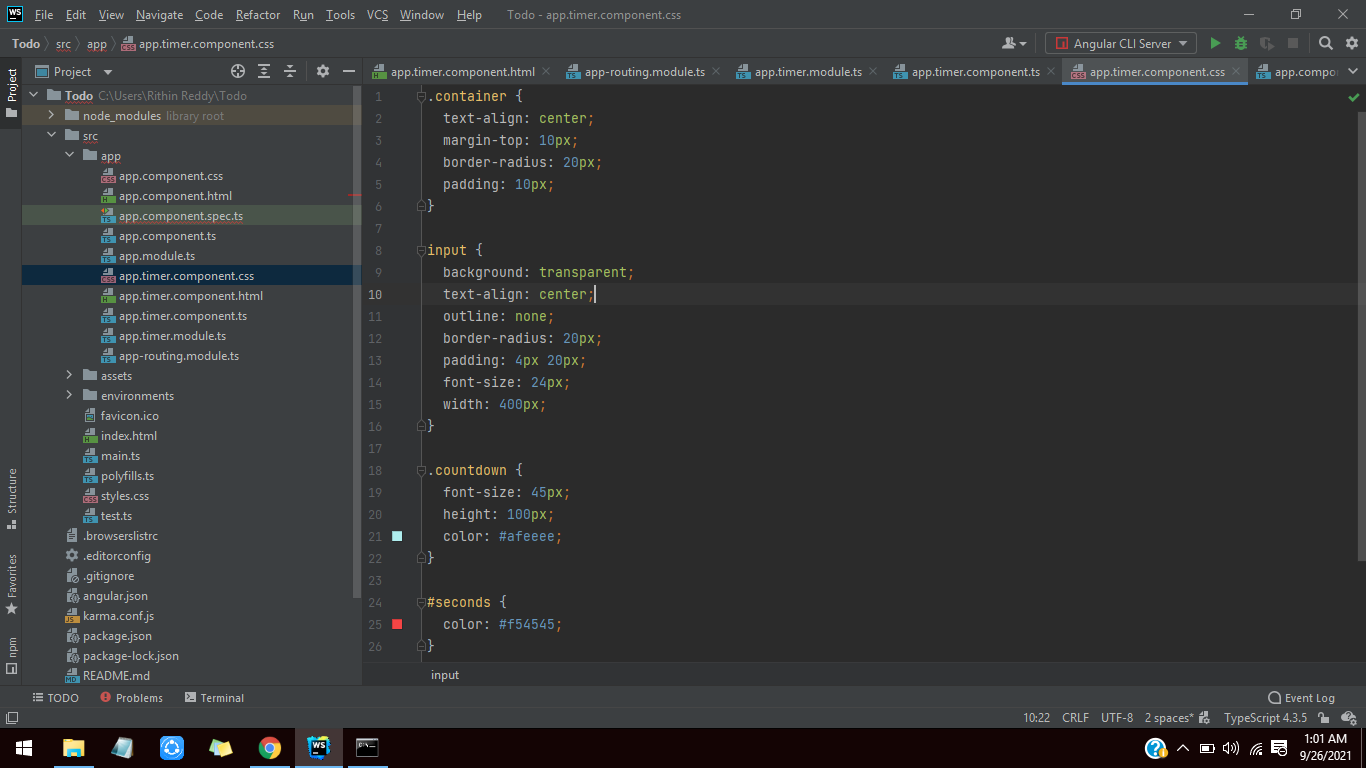 WS File Edit View Navigate Code Refactor Run Tools VCS Window Help Todo - app.timer.component.css
Todo src app app.timer.component.css Angular CLI Server
Project
app.timer.component.html app-routing.module.ts app.timer.module.ts app.timer.component.ts app.timer.component.css app.compo
Project
Todo C:\Users\Rithin Reddy\Todo
node_modules library root
src
app
app.component.css
app.component.html
app.component.spec.ts
app.component.ts
app.module.ts
app.timer.component.css
app.timer.component.html
app.timer.component.ts
app.timer.module.ts
app-routing.module.ts
assets
environments
favicon.ico
index.html
main.ts
polyfills.ts
styles.css
test.ts
.browserslistrc
.editorconfig
.gitignore
angular.json
karma.conf.js
package.json
package-lock.json
README.md
Structure
Favorites
npm
1 .container {
2 text-align: center;
3 margin-top: 10px;
4 border-radius: 20px;
5 padding: 10px;
6 }
7
8 input {
9 background: transparent;
10 text-align: center;
11 outline: none;
12 border-radius: 20px;
13 padding: 4px 20px;
14 font-size: 24px;
15 width: 400px;
16 }
17
18 .countdown {
19 font-size: 45px;
20 height: 100px;
21 color: #afeeee;
22 }
23
24 #seconds {
25 color: #f54545;
26 }
input
TODO Problems Terminal Event Log
10:22 CRLF UTF-8 2 spaces* TypeScript 4.3.5
WS
1:01 AM
9/26/2021